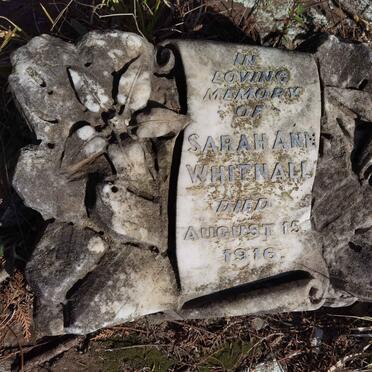 IN
LOVING
MEMORY
OF
SARAH ANN
WHITNALL
DIED
AUGUST 15,
1916.